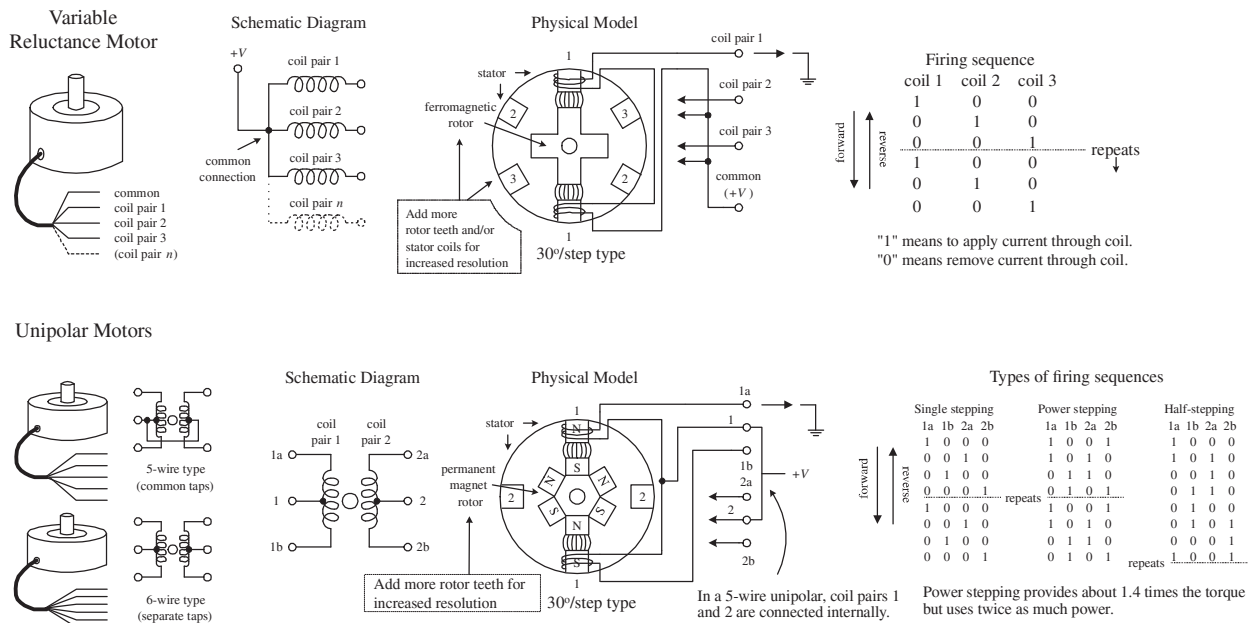 Variable
Reluctance Motor
common
coil pair 1
coil pair 2
coil pair 3
(coil pair n)
Schematic Diagram
+V
coil pair 1
coil pair 2
coil pair 3
coil pair n
common
connection
Physical Model
1
stator
ferromagnetic
rotor
2
3
3
2
1
30°/step type
Add more
rotor teeth and/or
stator coils for
increased resolution
coil pair 1
coil pair 2
coil pair 3
common
(+V)
Firing sequence
coil 1 coil 2 coil 3
1 0 0
0 1 0
0 0 1
1 0 0
0 1 0
0 0 1
forward
reverse
repeats
"1" means to apply current through coil.
"0" means remove current through coil.
Unipolar Motors
5-wire type
(common taps)
6-wire type
(separate taps)
Schematic Diagram
coil
pair 1
coil
pair 2
1a
2a
1
2
1b
2b
Physical Model
1
stator
permanent
magnet
rotor
N
S
N
N
2
2
S
S
N
S
1
30°/step type
Add more rotor teeth for
increased resolution
1a
1
1b
2a
2
2b
+V
In a 5-wire unipolar, coil pairs 1
and 2 are connected internally.
Types of firing sequences
forward
reverse
Single stepping
1a 1b 2a 2b
1 0 0 0
0 0 1 0
0 1 0 0
0 0 0 1
1 0 0 0
0 0 1 0
0 1 0 0
0 0 0 1
repeats
Power stepping
1a 1b 2a 2b
1 0 0 1
1 0 1 0
0 1 1 0
0 1 0 1
1 0 0 1
1 0 1 0
0 1 1 0
0 1 0 1
repeats
Half-stepping
1a 1b 2a 2b
1 0 0 0
1 0 1 0
0 0 1 0
0 1 1 0
0 1 0 0
0 1 0 1
0 0 0 1
1 0 0 1
Power stepping provides about 1.4 times the torque
but uses twice as much power.